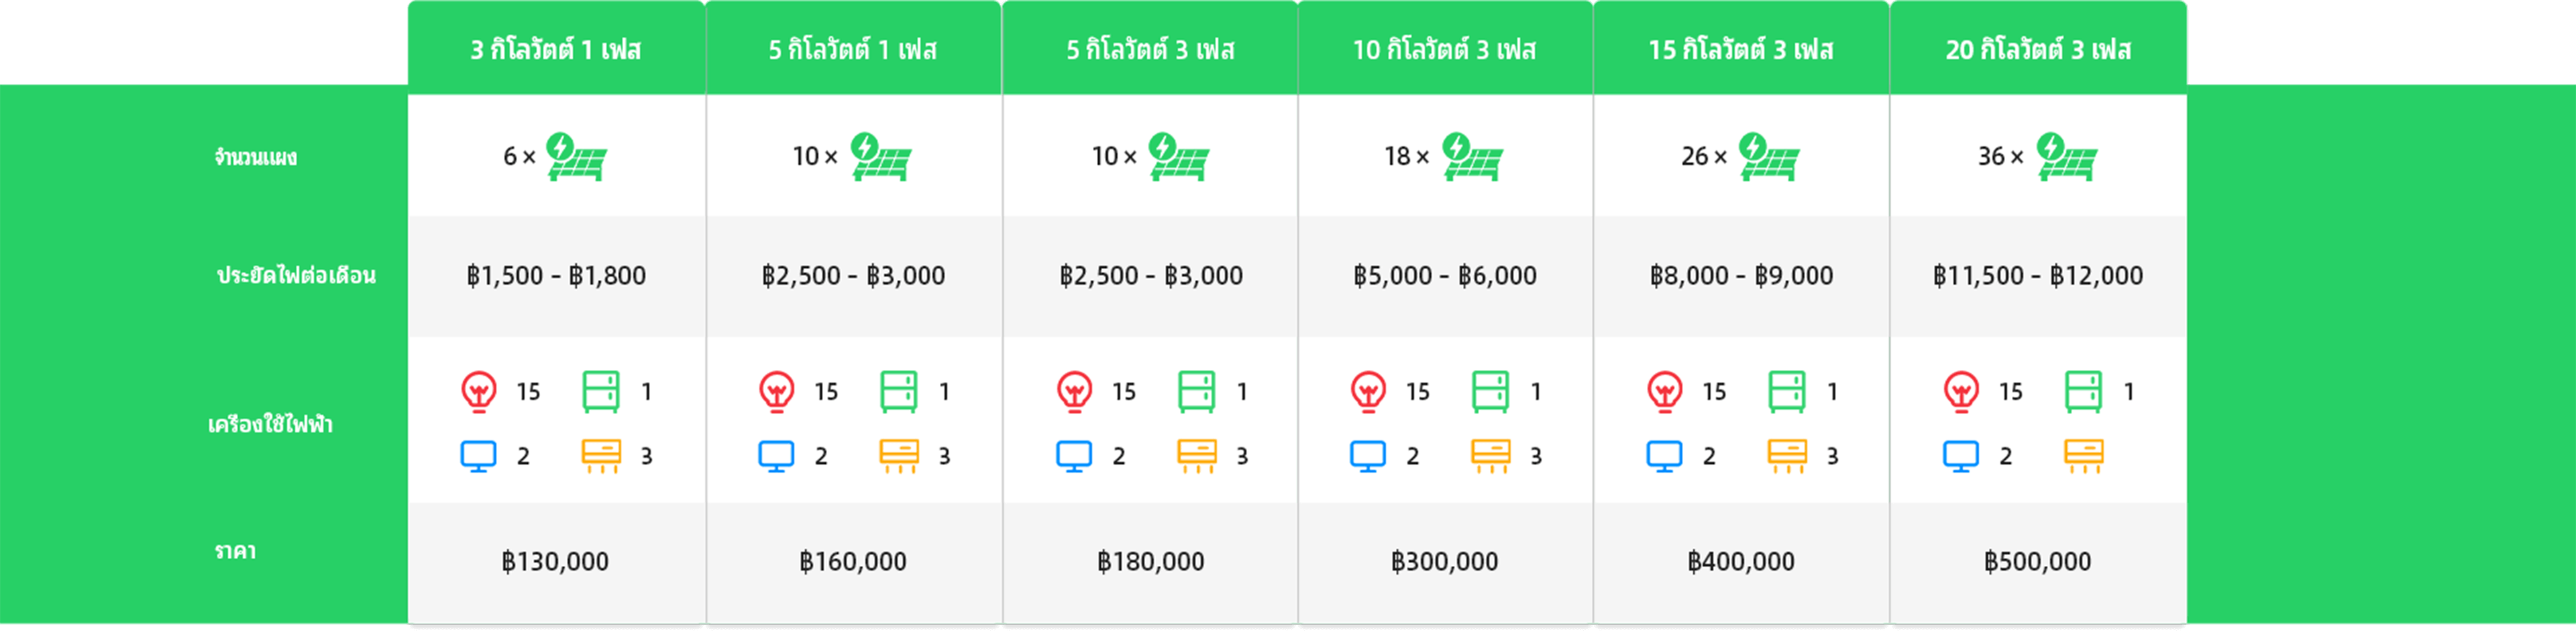 3 กิโลวัตต์ 1 เฟส 5 กิโลวัตต์ 1 เฟส 5 กิโลวัตต์ 3 เฟส 10 กิโลวัตต์ 3 เฟส 15 กิโลวัตต์ 3 เฟส 20 กิโลวัตต์ 3 เฟส
จำนวนแผง 6 × 10 × 10 × 18 × 26 × 36 ×
ประยัดไฟต่อเดือน ฿1,500 - ฿1,800 ฿2,500 - ฿3,000 ฿2,500 - ฿3,000 ฿5,000 - ฿6,000 ฿8,000 - ฿9,000 ฿11,500 - ฿12,000
15 1 15 1 15 1 15 1 15 1 15 1
เครื่องใช้ไฟฟ้า
2 3 2 3 2 3 2 3 2 3 2
ราคา ฿130,000 ฿160,000 ฿180,000 ฿300,000 ฿400,000 ฿500,000